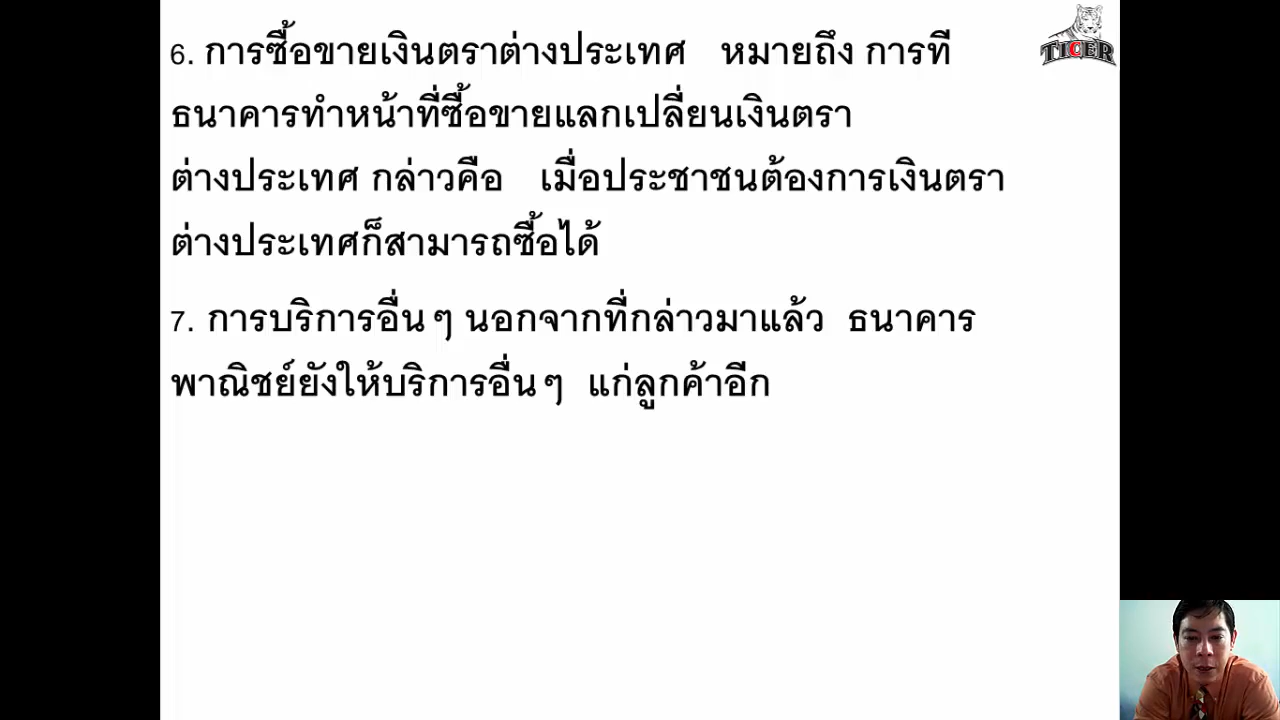 TIGER
6. การซื้อขายเงินตราต่างประเทศ หมายถึง การที
ธนาคารทำหน้าที่ซื้อขายแลกเปลี่ยนเงินตรา
ต่างประเทศ กล่าวคือ เมื่อประชาชนต้องการเงินตรา
ต่างประเทศก็สามารถซื้อได้
7. การบริการอื่น ๆ นอกจากที่กล่าวมาแล้ว ธนาคาร
พาณิชย์ยังให้บริการอื่น ๆ แก่ลูกค้าอีก